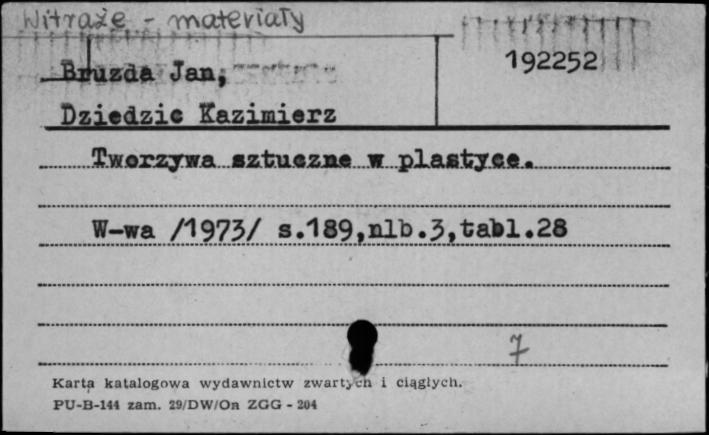 Witraże - materiały
192252
Bruzda Jan,
Dziedzic Kazimierz
Tworzywa sztuczne w plastyce.
W-wa /1973/ s.189,nlb.3,tabl.28
7
Karta katalogowa wydawnictw zwartych i ciągłych.
PU-B-144 zam. 29/DW/On ZGG - 204